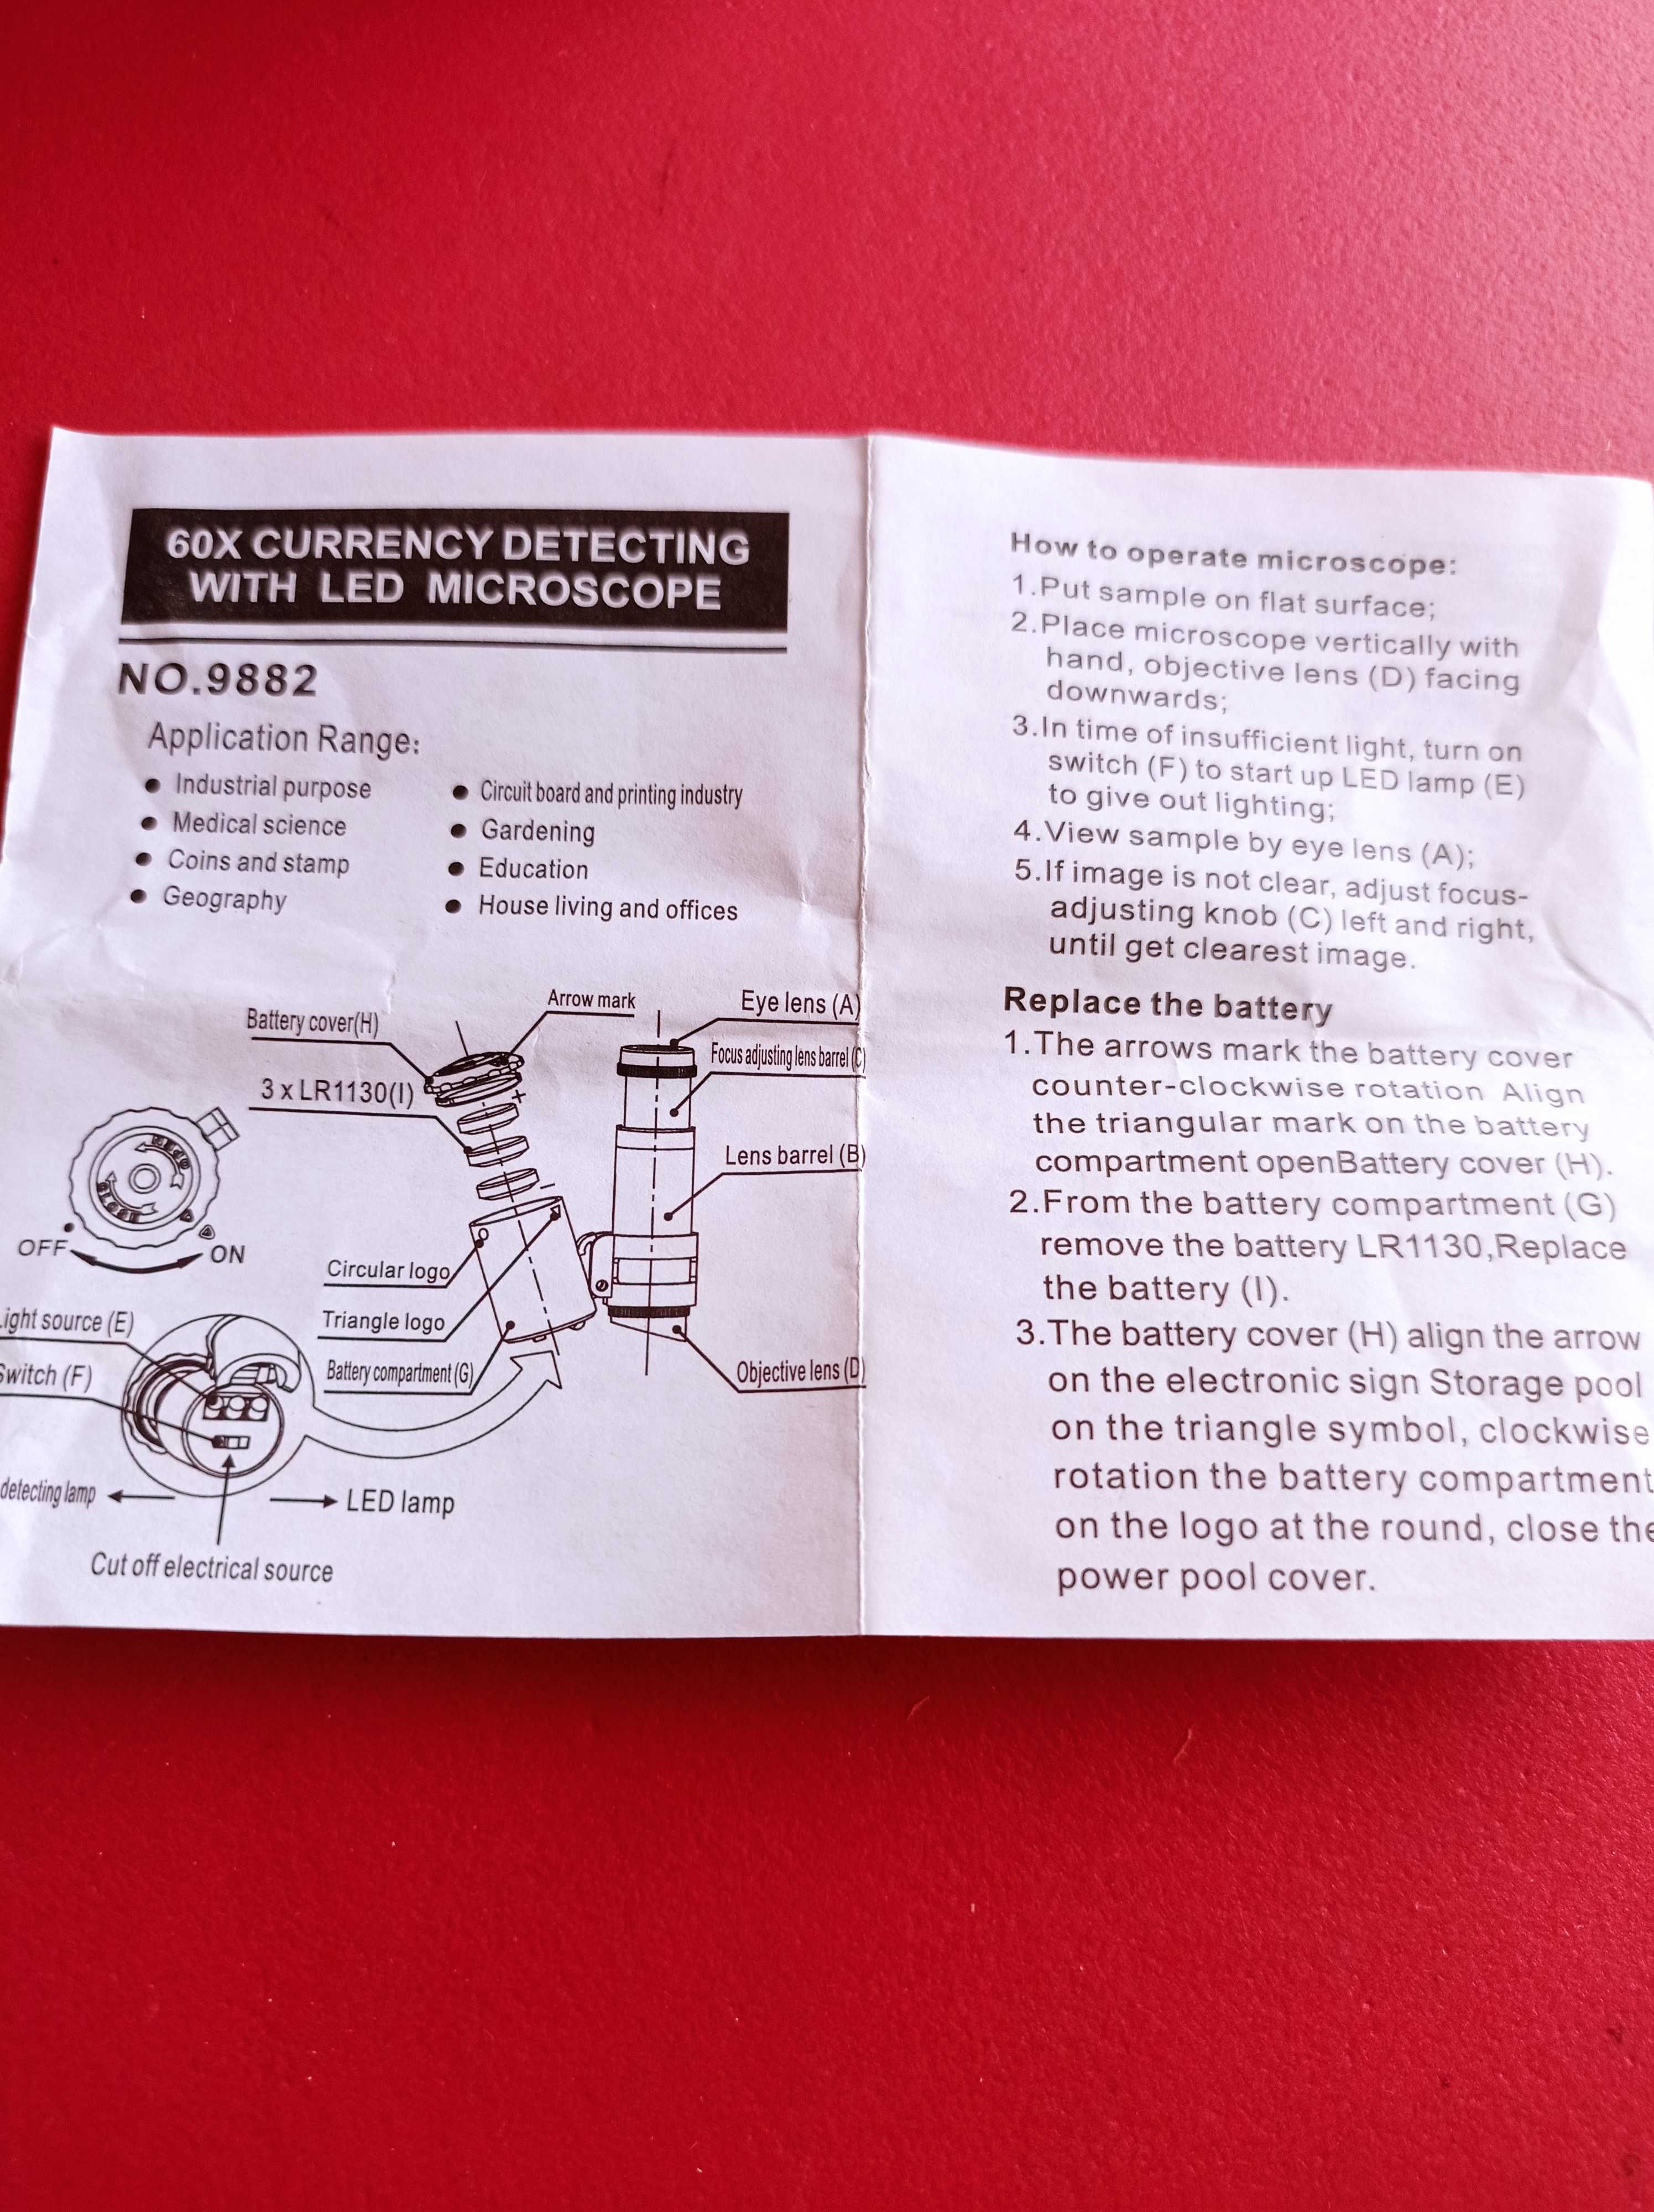 60X CURRENCY DETECTING
WITH LED MICROSCOPE
NO.9882
Application Range:
● Industrial purpose
● Medical science
● Coins and stamp
● Geography
● Circuit board and printing industry
● Gardening
● Education
● House living and offices
Battery cover(H)
Arrow mark
Eye lens (A)
Focus adjusting lens barrel (C)
3 x LR1130(I)
+
Lens barrel (B)
-
OPEN
CLOSE
OFF
ON
Circular logo
Triangle logo
Battery compartment (G)
Objective lens (D)
Light source (E)
Switch (F)
detecting lamp
LED lamp
Cut off electrical source
How to operate microscope:
1.Put sample on flat surface;
2.Place microscope vertically with
hand, objective lens (D) facing
downwards;
3.In time of insufficient light, turn on
switch (F) to start up LED lamp (E)
to give out lighting;
4.View sample by eye lens (A);
5.If image is not clear, adjust focus-
adjusting knob (C) left and right,
until get clearest image.
Replace the battery
1.The arrows mark the battery cover
counter-clockwise rotation Align
the triangular mark on the battery
compartment openBattery cover (H).
2.From the battery compartment (G)
remove the battery LR1130,Replace
the battery (I).
3.The battery cover (H) align the arrow
on the electronic sign Storage pool
on the triangle symbol, clockwise
rotation the battery compartment
on the logo at the round, close the
power pool cover.